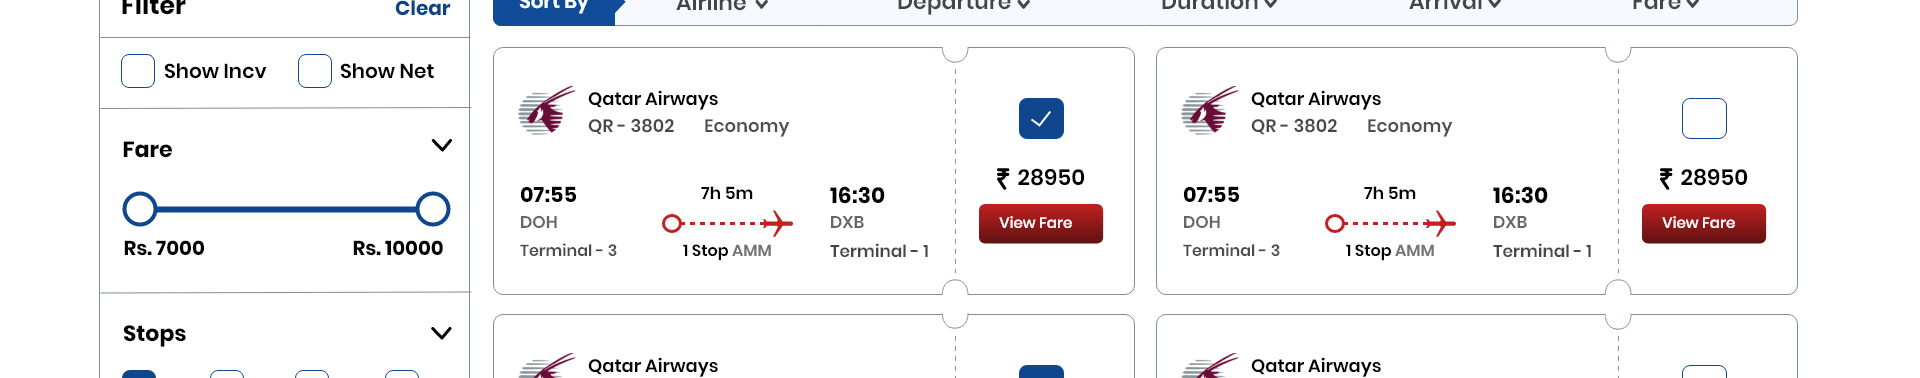 Filter
Clear
Show Incv
Show Net
Fare
Rs. 7000
Rs. 10000
Stops
Sort By
Airline
Departure
Duration
Arrival
Fare
Qatar Airways
QR - 3802
Economy
07:55
7h 5m
16:30
DOH
DXB
Terminal - 3
1 Stop AMM
Terminal - 1
₹ 28950
View Fare
Qatar Airways
QR - 3802
Economy
07:55
7h 5m
16:30
DOH
DXB
Terminal - 3
1 Stop AMM
Terminal - 1
₹ 28950
View Fare
Qatar Airways
Qatar Airways